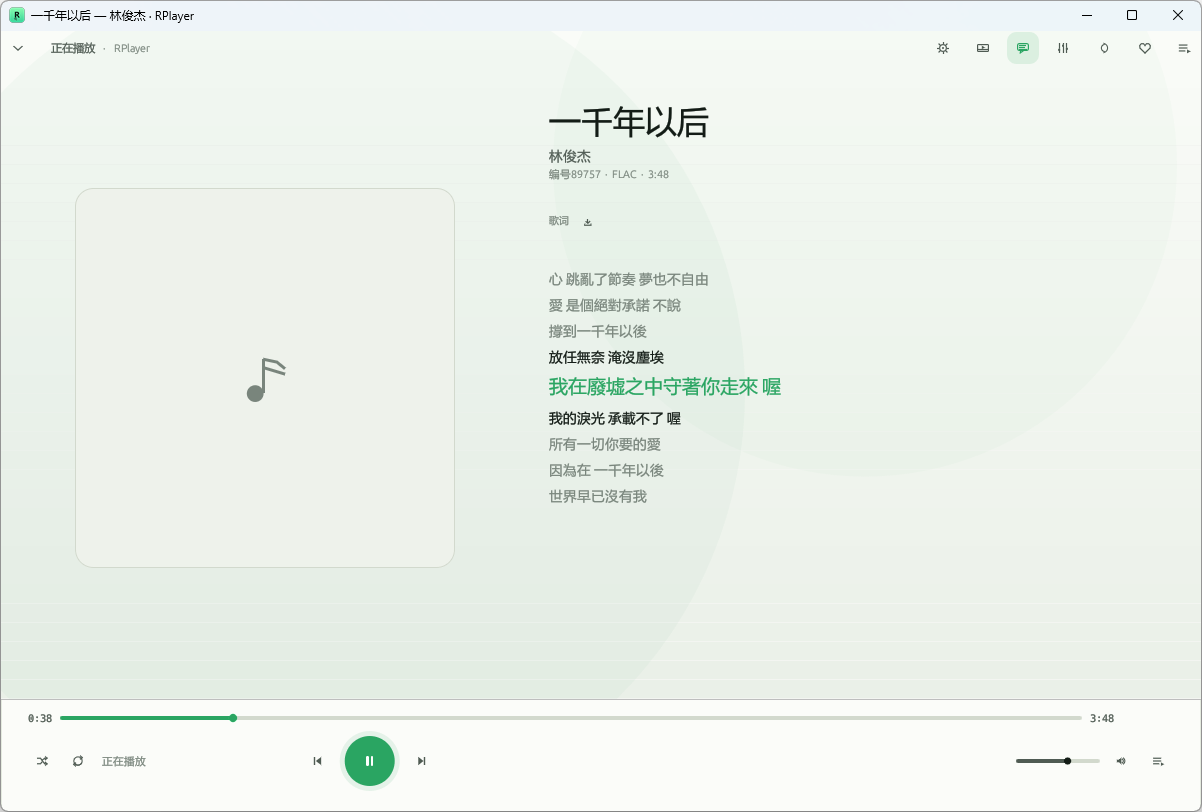 R 一千年以后 — 林俊杰 · RPlayer
正在播放 · RPlayer
一千年以后
林俊杰
编号89757 · FLAC · 3:48
歌词
心 跳亂了節奏 夢也不自由
愛 是個絕對承諾 不說
撐到一千年以後
放任無奈 淹沒塵埃
我在廢墟之中守著你走來 喔
我的淚光 承載不了 喔
所有一切你要的愛
因為在 一千年以後
世界早已沒有我
0:38
3:48
正在播放